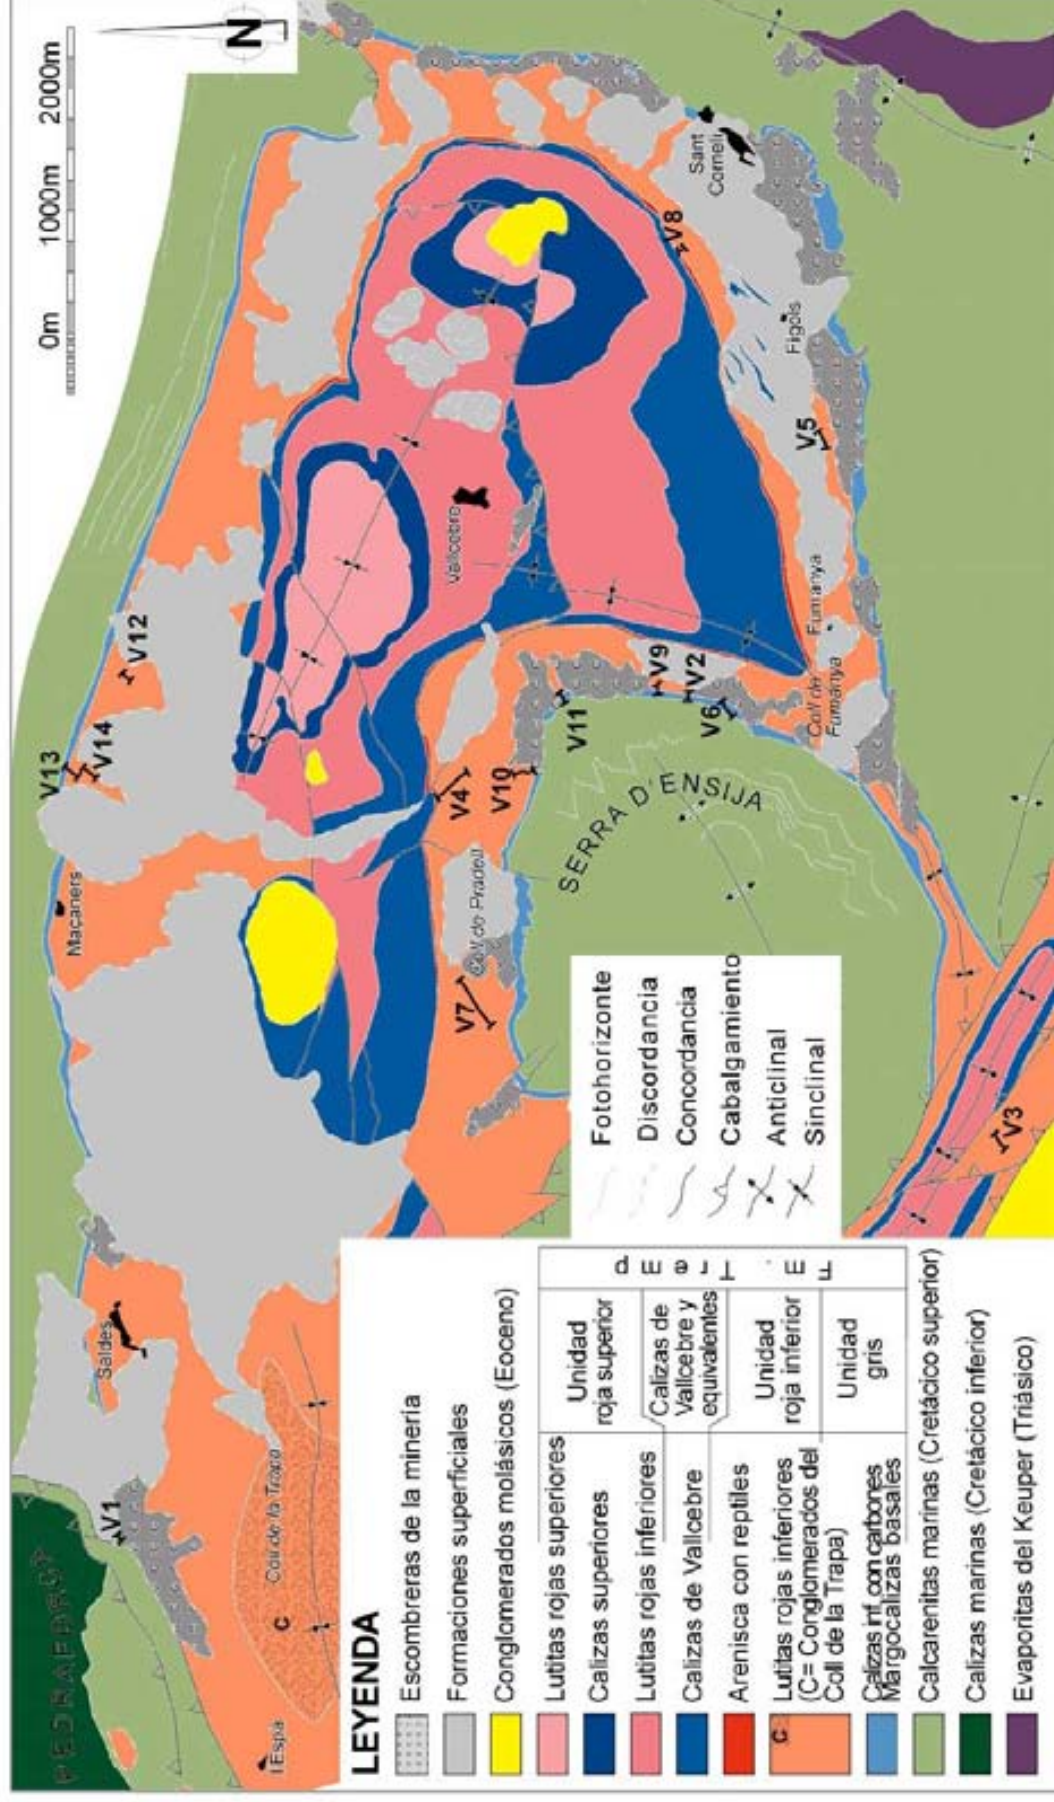 N
0m 1000m 2000m
PEDRAFORCA
V1
Saldes
Maçaners
V13
V14
V12
l'Espà
C
Coll de la Trapa
Vallcebre
V7
Coll de Pradell
V4
V10
V11
V9
V2
V6
V8
V5
V3
Sant
Corneli
Figols
Fumanya
Coll de
Fumanya
SERRA D'ENSIJA
Fotohorizonte
Discordancia
Concordancia
Cabalgamiento
Anticlinal
Sinclinal
LEYENDA
Escombreras de la minería
Formaciones superficiales
Conglomerados molásicos (Eoceno)
Lutitas rojas superiores
Calizas superiores
Lutitas rojas inferiores
Calizas de Vallcebre
Arenisca con reptiles
C
Lutitas rojas inferiores
(C= Conglomerados del
Coll de la Trapa)
Calizas inf. con carbones
Margocalizas basales
Calcarenitas marinas (Cretácico superior)
Calizas marinas (Cretácico inferior)
Evaporitas del Keuper (Triásico)
Unidad
roja superior
Calizas de
Vallcebre y
equivalentes
Unidad
roja inferior
Unidad
gris
Fm. Tremp